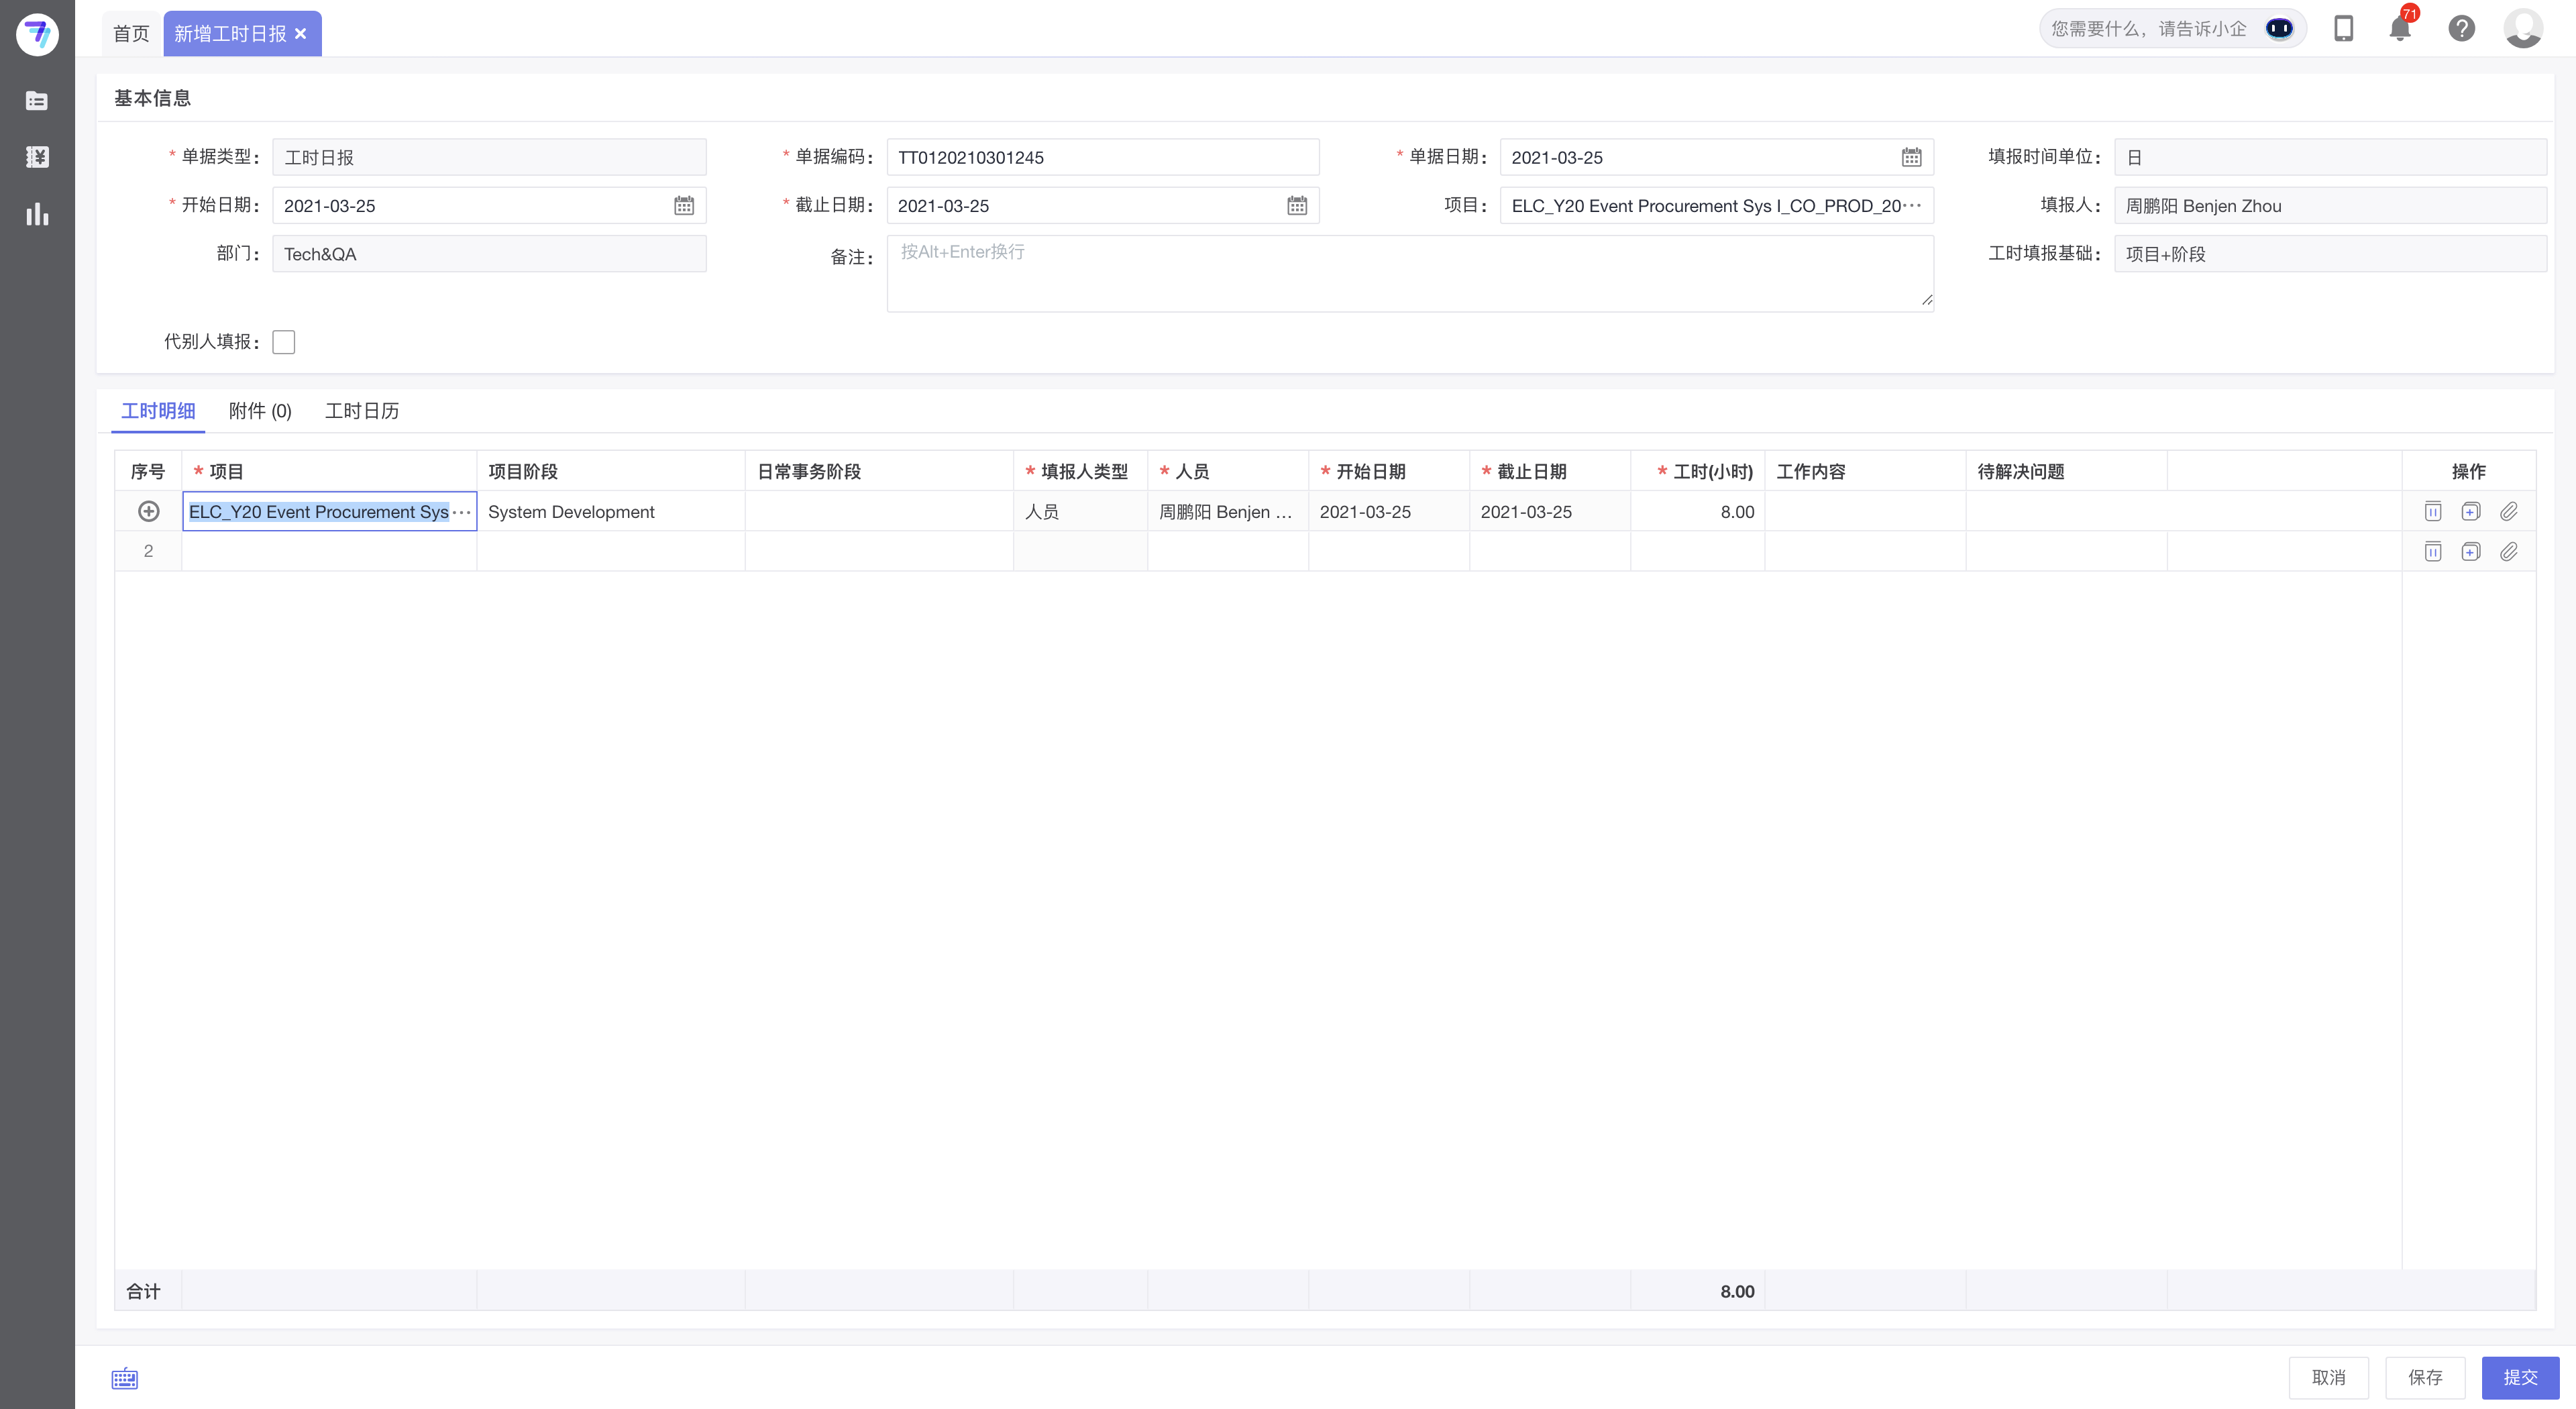 首页 新增工时日报 您需要什么，请告诉小企 71
基本信息
* 单据类型： 工时日报 * 单据编码： TT0120210301245 * 单据日期： 2021-03-25 填报时间单位： 日
* 开始日期： 2021-03-25 * 截止日期： 2021-03-25 项目： ELC_Y20 Event Procurement Sys I_CO_PROD_20··· 填报人： 周鹏阳 Benjen Zhou
部门： Tech&QA 备注： 按Alt+Enter换行 工时填报基础： 项目+阶段
代别人填报：
工时明细 附件 (0) 工时日历
序号 * 项目 项目阶段 日常事务阶段 * 填报人类型 * 人员 * 开始日期 * 截止日期 * 工时(小时) 工作内容 待解决问题 操作
ELC_Y20 Event Procurement Sys ··· System Development 人员 周鹏阳 Benjen ... 2021-03-25 2021-03-25 8.00
2
合计 8.00
取消 保存 提交